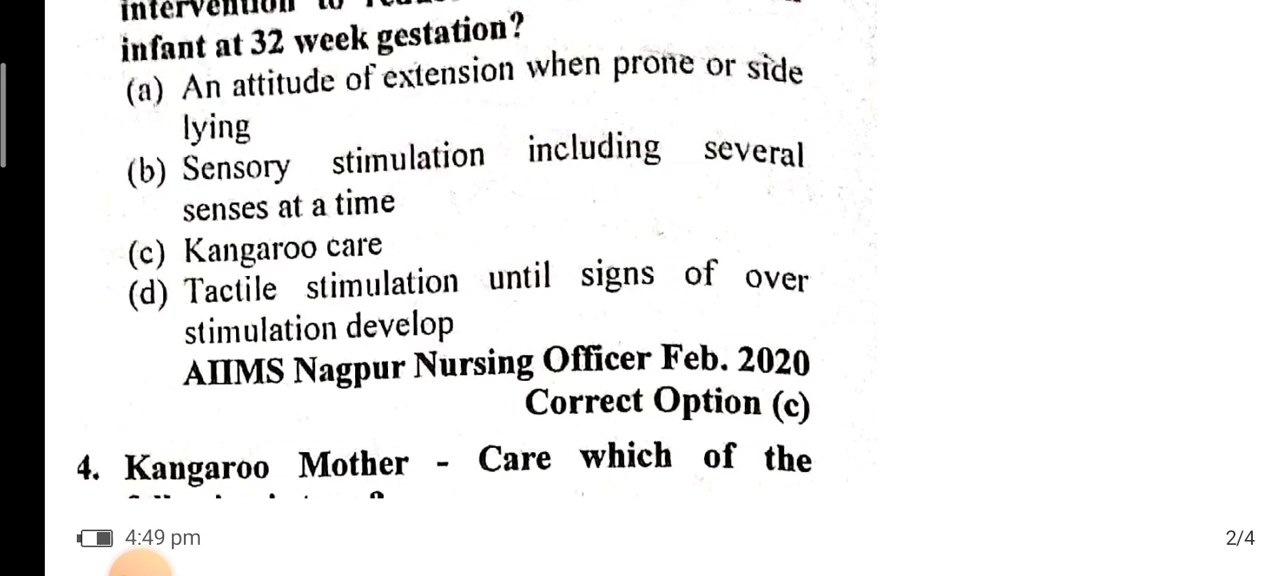 intervention to
infant at 32 week gestation?
(a) An attitude of extension when prone or side
lying
(b) Sensory stimulation including several
senses at a time
(c) Kangaroo care
(d) Tactile stimulation until signs of over
stimulation develop
AIIMS Nagpur Nursing Officer Feb. 2020
Correct Option (c)
4. Kangaroo Mother - Care which of the
4:49 pm
2/4